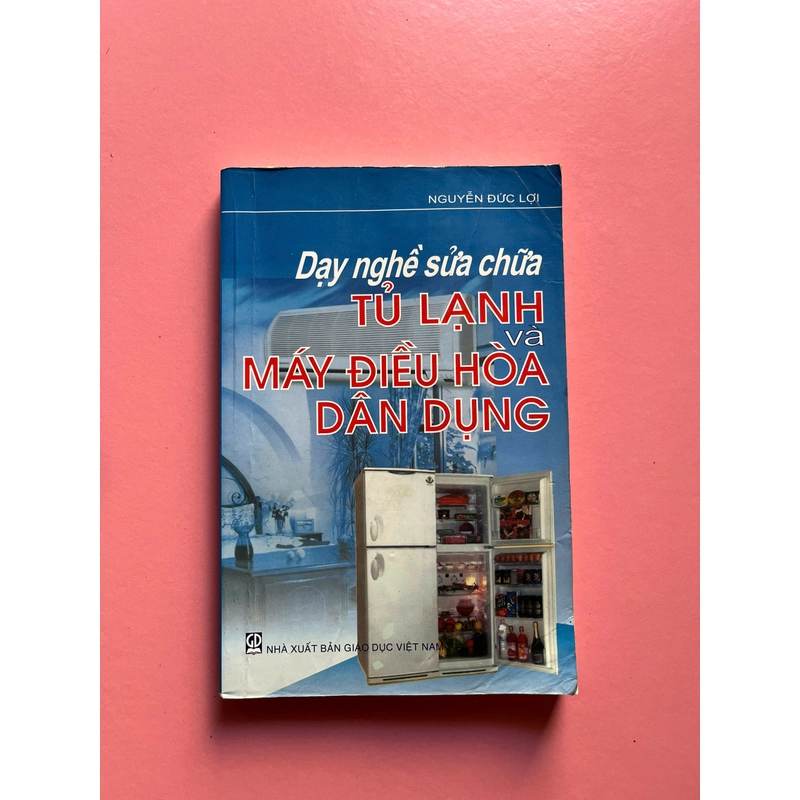 NGUYỄN ĐỨC LỢI
Dạy nghề sửa chữa
TỦ LẠNH
và
MÁY ĐIỀU HÒA
DÂN DỤNG
GD
NHÀ XUẤT BẢN GIÁO DỤC VIỆT NAM